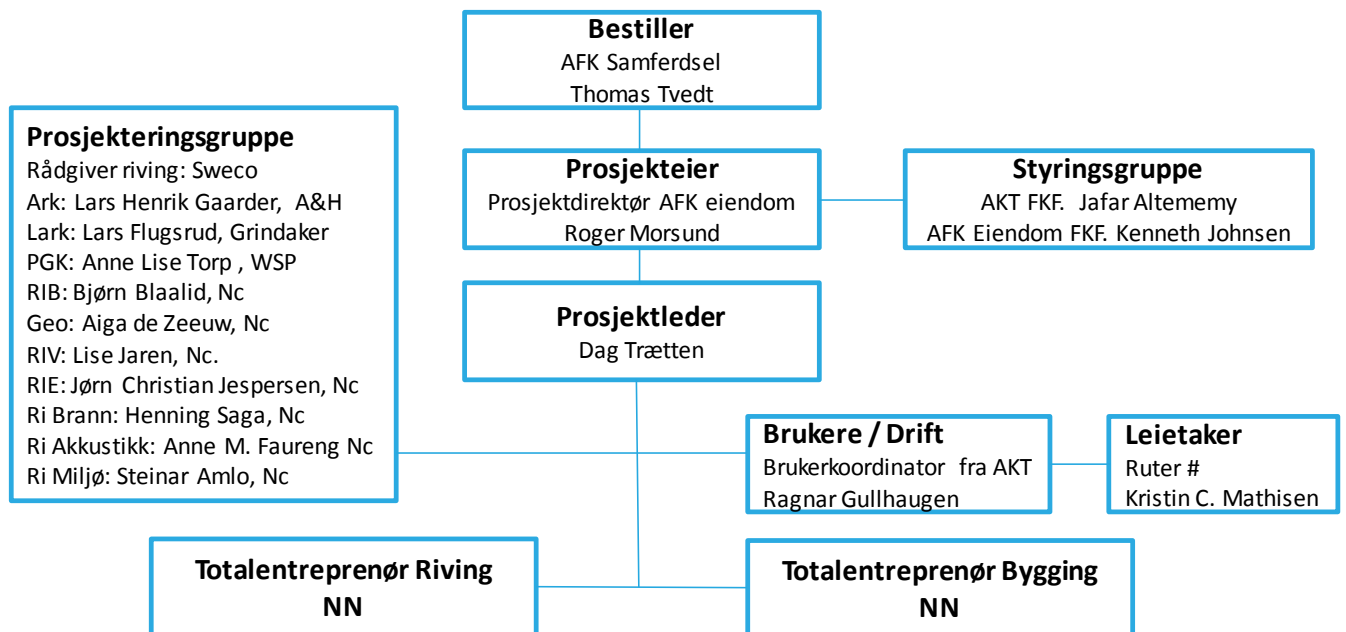 Bestiller
AFK Samferdsel
Thomas Tvedt
Prosjekteringsgruppe
Rådgiver riving: Sweco
Ark: Lars Henrik Gaarder, A&H
Lark: Lars Flugsrud, Grindaker
PGK: Anne Lise Torp , WSP
RIB: Bjørn Blaalid, Nc
Geo: Aiga de Zeeuw, Nc
RIV: Lise Jaren, Nc.
RIE: Jørn Christian Jespersen, Nc
Ri Brann: Henning Saga, Nc
Ri Akkustikk: Anne M. Faureng Nc
Ri Miljø: Steinar Amlo, Nc
Prosjekteier
Prosjektdirektør AFK eiendom
Roger Morsund
Styringsgruppe
AKT FKF. Jafar Altememy
AFK Eiendom FKF. Kenneth Johnsen
Prosjektleder
Dag Trætten
Brukere / Drift
Brukerkoordinator fra AKT
Ragnar Gullhaugen
Leietaker
Ruter #
Kristin C. Mathisen
Totalentreprenør Riving
NN
Totalentreprenør Bygging
NN